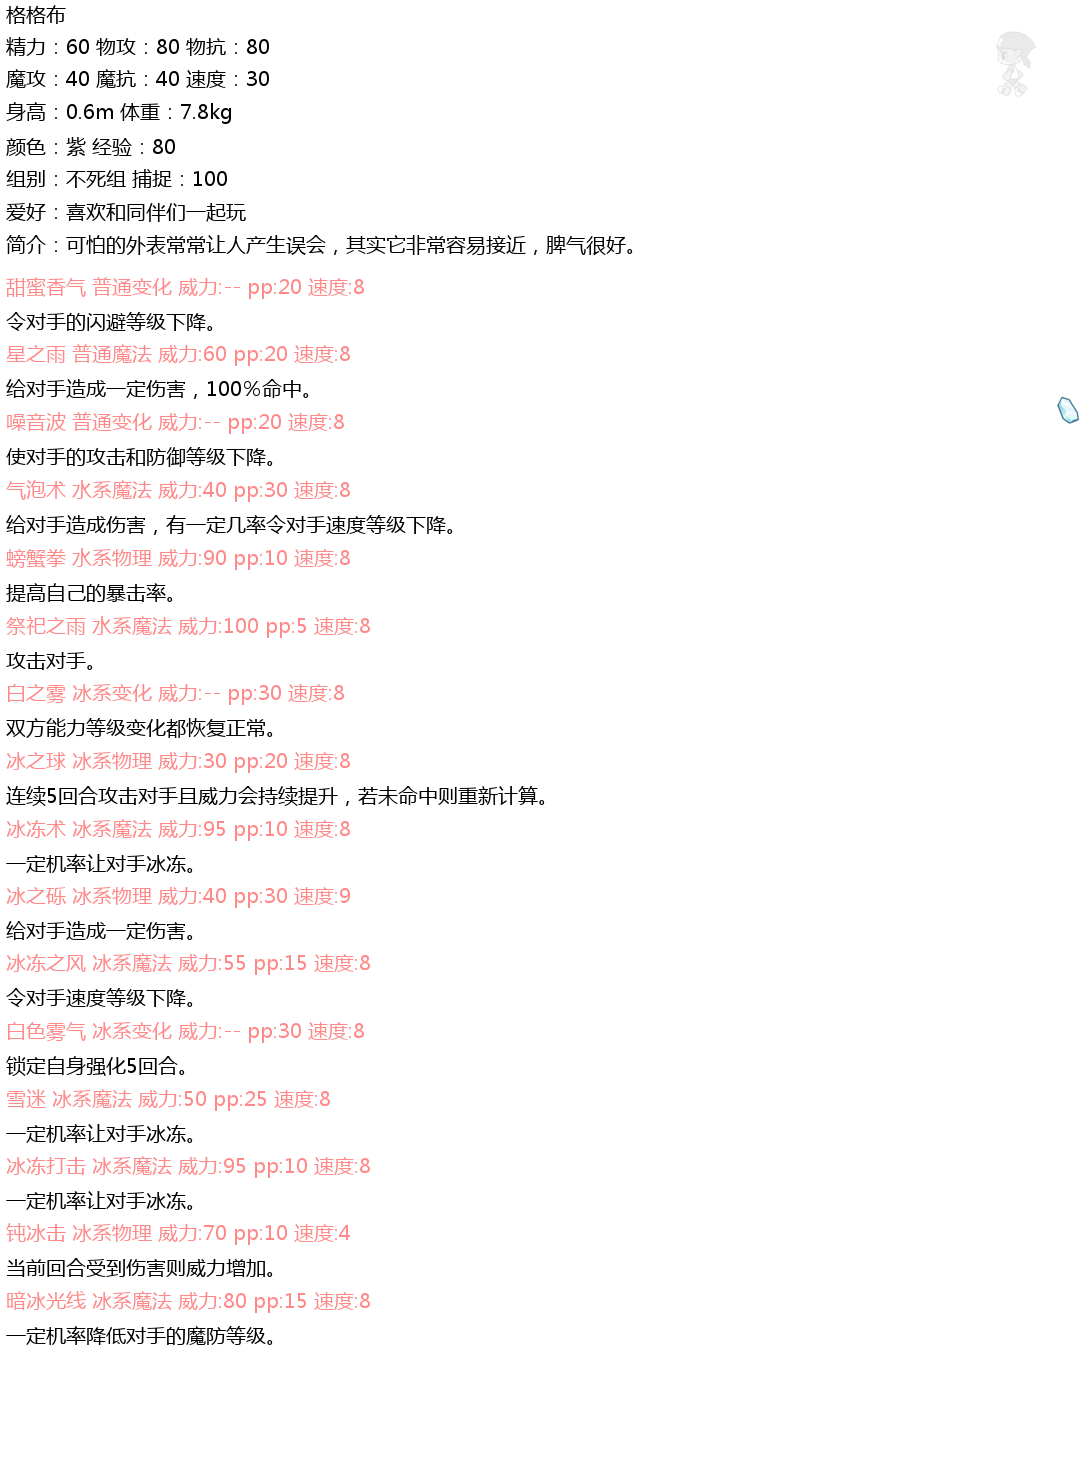 格格布
精力：60 物攻：80 物抗：80
魔攻：40 魔抗：40 速度：30
身高：0.6m 体重：7.8kg
颜色：紫 经验：80
组别：不死组 捕捉：100
爱好：喜欢和同伴们一起玩
简介：可怕的外表常常让人产生误会，其实它非常容易接近，脾气很好。
甜蜜香气 普通变化 威力:-- pp:20 速度:8
令对手的闪避等级下降。
星之雨 普通魔法 威力:60 pp:20 速度:8
给对手造成一定伤害，100%命中。
噪音波 普通变化 威力:-- pp:20 速度:8
使对手的攻击和防御等级下降。
气泡术 水系魔法 威力:40 pp:30 速度:8
给对手造成伤害，有一定几率令对手速度等级下降。
螃蟹拳 水系物理 威力:90 pp:10 速度:8
提高自己的暴击率。
祭祀之雨 水系魔法 威力:100 pp:5 速度:8
攻击对手。
白之雾 冰系变化 威力:-- pp:30 速度:8
双方能力等级变化都恢复正常。
冰之球 冰系物理 威力:30 pp:20 速度:8
连续5回合攻击对手且威力会持续提升，若未命中则重新计算。
冰冻术 冰系魔法 威力:95 pp:10 速度:8
一定机率让对手冰冻。
冰之砾 冰系物理 威力:40 pp:30 速度:9
给对手造成一定伤害。
冰冻之风 冰系魔法 威力:55 pp:15 速度:8
令对手速度等级下降。
白色雾气 冰系变化 威力:-- pp:30 速度:8
锁定自身强化5回合。
雪迷 冰系魔法 威力:50 pp:25 速度:8
一定机率让对手冰冻。
冰冻打击 冰系魔法 威力:95 pp:10 速度:8
一定机率让对手冰冻。
钝冰击 冰系物理 威力:70 pp:10 速度:4
当前回合受到伤害则威力增加。
暗冰光线 冰系魔法 威力:80 pp:15 速度:8
一定机率降低对手的魔防等级。